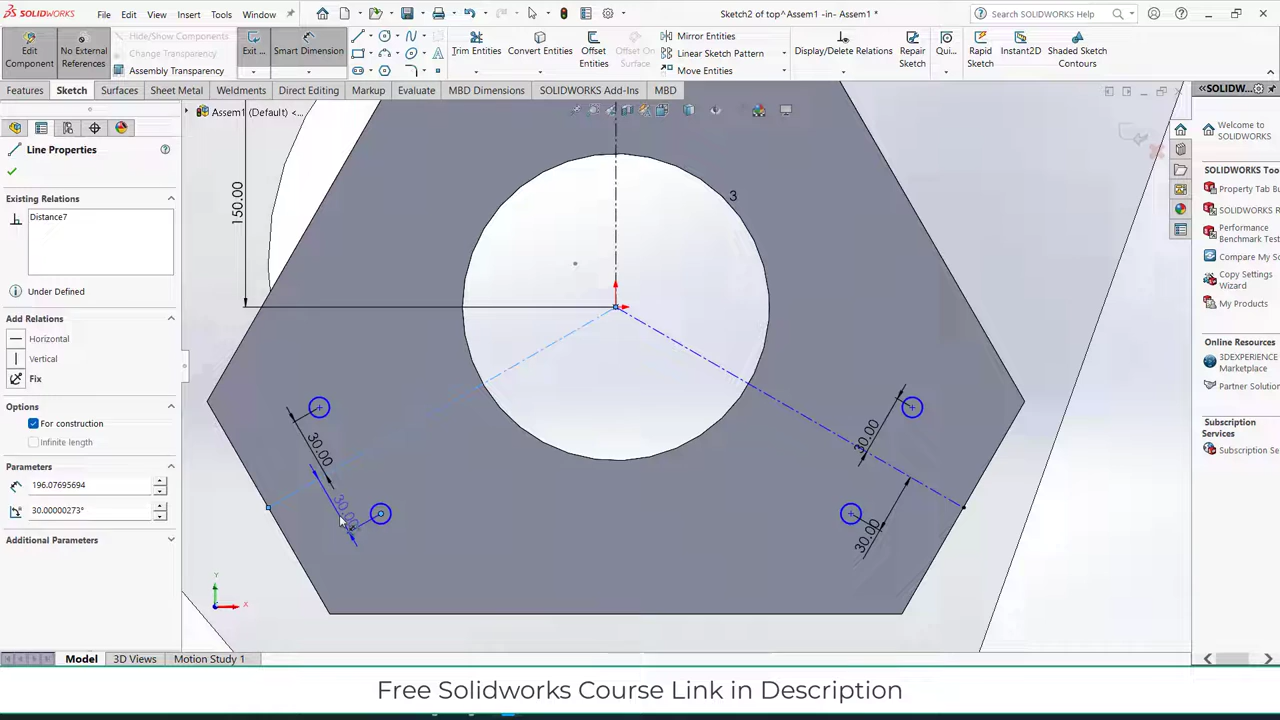 SOLIDWORKS
File
Edit
View
Insert
Tools
Window
Sketch2 of top^Assem1 -in- Assem1 *
Search SOLIDWORKS Help
Edit Component
No External References
Hide/Show Components
Change Transparency
Assembly Transparency
Exit ...
Smart Dimension
Trim Entities
Convert Entities
Offset Entities
Offset On Surface
Mirror Entities
Linear Sketch Pattern
Move Entities
Display/Delete Relations
Repair Sketch
Qui...
Rapid Sketch
Instant2D
Shaded Sketch Contours
Features
Sketch
Surfaces
Sheet Metal
Weldments
Direct Editing
Markup
Evaluate
MBD Dimensions
SOLIDWORKS Add-Ins
MBD
Assem1 (Default) <...
Line Properties
Existing Relations
Distance7
Under Defined
Add Relations
Horizontal
Vertical
Fix
Options
For construction
Infinite length
Parameters
196.07695694
30.00000273°
Additional Parameters
150.00
3
30.00
30.00
30.00
30.00
Y
X
SOLIDW...
Welcome to SOLIDWORKS
SOLIDWORKS Too
Property Tab Bu
SOLIDWORKS R
Performance Benchmark Test
Compare My Sc
Copy Settings Wizard
My Products
Online Resources
3DEXPERIENCE Marketplace
Partner Solution
Subscription Services
Subscription Se
Model
3D Views
Motion Study 1
Free Solidworks Course Link in Description